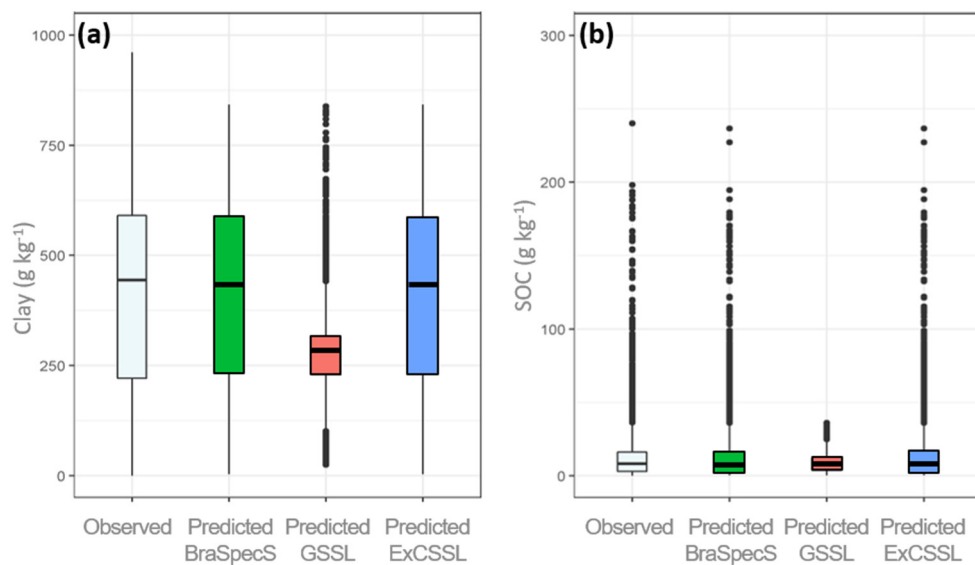 (a)
1000
750
500
250
0
Clay (g kg⁻¹)
Observed
Predicted
BraSpecS
Predicted
GSSL
Predicted
ExCSSL
(b)
300
200
100
0
SOC (g kg⁻¹)
Observed
Predicted
BraSpecS
Predicted
GSSL
Predicted
ExCSSL